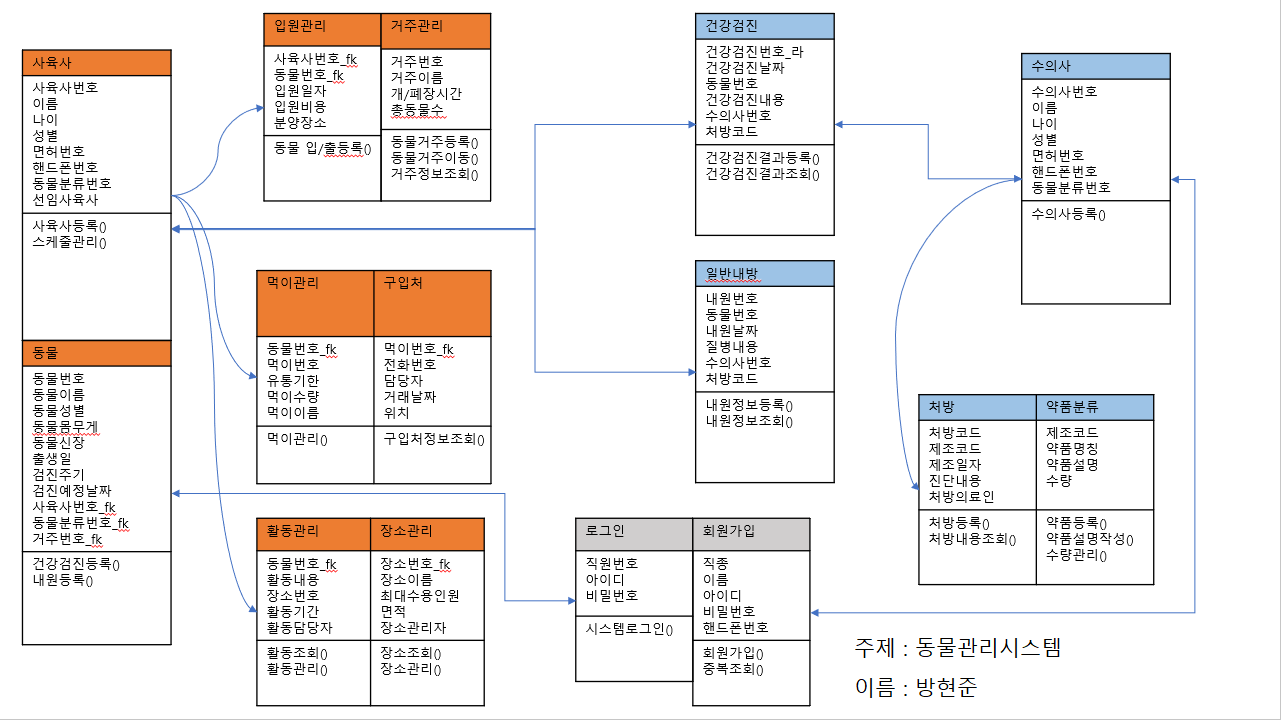 사육사
사육사번호
이름
나이
성별
면허번호
핸드폰번호
동물분류번호
선임사육사
사육사등록()
스케줄관리()
동물
동물번호
동물이름
동물성별
동물몸무게
동물신장
출생일
검진주기
검진예정날짜
사육사번호_fk
동물분류번호_fk
거주번호_fk
건강검진등록()
내원등록()
입원관리
사육사번호_fk
동물번호_fk
입원일자
입원비용
분양장소
동물 입/출등록()
거주관리
거주번호
거주이름
개/폐장시간
총동물수
동물거주등록()
동물거주이동()
거주정보조회()
먹이관리
동물번호_fk
먹이번호
유통기한
먹이수량
먹이이름
먹이관리()
구입처
먹이번호_fk
전화번호
담당자
거래날짜
위치
구입처정보조회()
활동관리
동물번호_fk
활동내용
장소번호
활동기간
활동담당자
활동조회()
활동관리()
장소관리
장소번호_fk
장소이름
최대수용인원
면적
장소관리자
장소조회()
장소관리()
건강검진
건강검진번호_라
건강검진날짜
동물번호
건강검진내용
수의사번호
처방코드
건강검진결과등록()
건강검진결과조회()
일반내방
내원번호
동물번호
내원날짜
질병내용
수의사번호
처방코드
내원정보등록()
내원정보조회()
로그인
직원번호
아이디
비밀번호
시스템로그인()
회원가입
직종
이름
아이디
비밀번호
핸드폰번호
회원가입()
중복조회()
수의사
수의사번호
이름
나이
성별
면허번호
핸드폰번호
동물분류번호
수의사등록()
처방
처방코드
제조코드
제조일자
진단내용
처방의료인
처방등록()
처방내용조회()
약품분류
제조코드
약품명칭
약품설명
수량
약품등록()
약품설명작성()
수량관리()
주제 : 동물관리시스템
이름 : 방현준